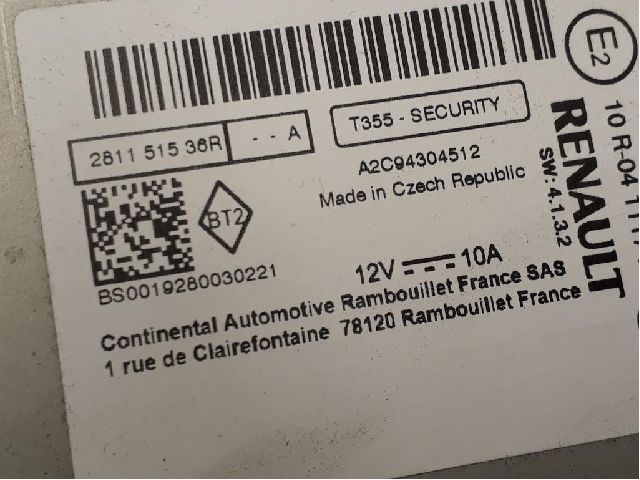 E2
10 R-04 11
2811 515 36R - - A
T355 - SECURITY
A2C94304512
Made in Czech Republic
RENAULT
SW: 4.1.3.2
BT2
BS0019280030221
12V 10A
Continental Automotive Rambouillet France SAS
1 rue de Clairefontaine 78120 Rambouillet France